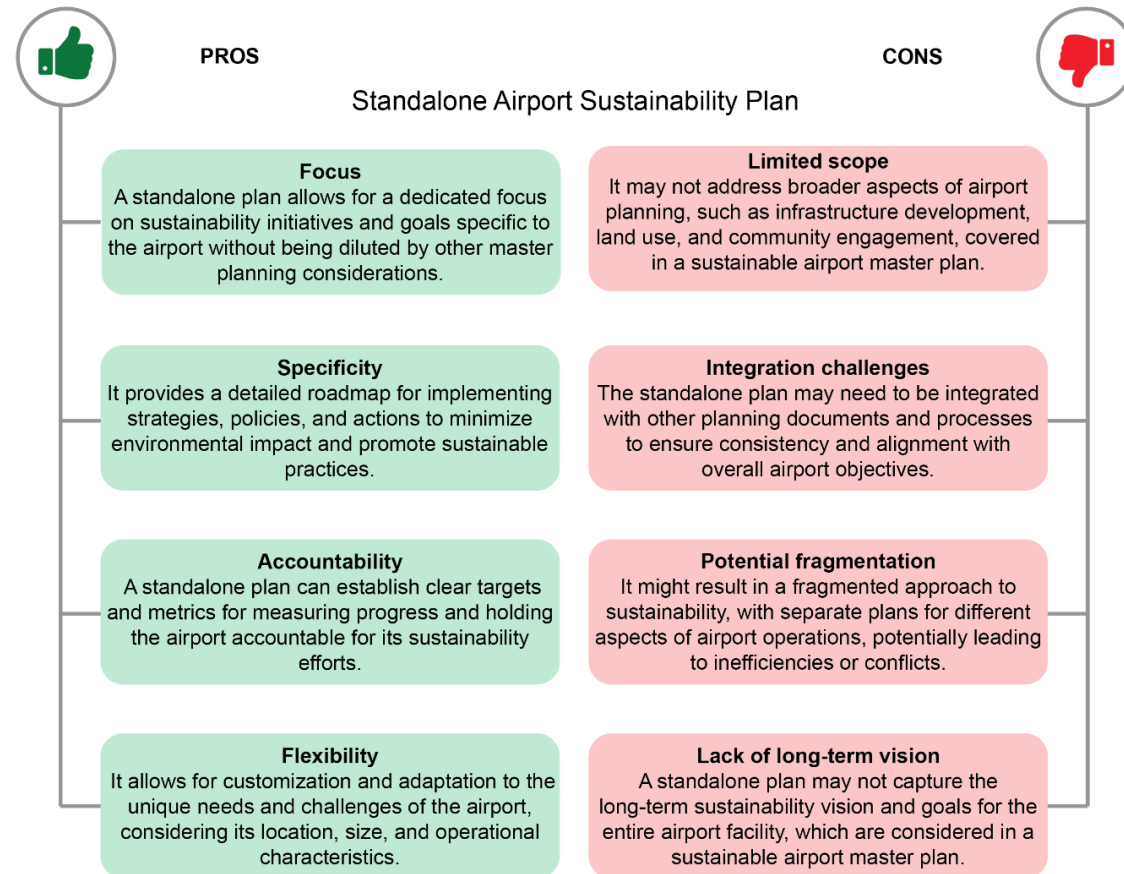 PROS
CONS
Standalone Airport Sustainability Plan
Focus
A standalone plan allows for a dedicated focus
on sustainability initiatives and goals specific to
the airport without being diluted by other master
planning considerations.
Limited scope
It may not address broader aspects of airport
planning, such as infrastructure development,
land use, and community engagement, covered
in a sustainable airport master plan.
Specificity
It provides a detailed roadmap for implementing
strategies, policies, and actions to minimize
environmental impact and promote sustainable
practices.
Integration challenges
The standalone plan may need to be integrated
with other planning documents and processes
to ensure consistency and alignment with
overall airport objectives.
Accountability
A standalone plan can establish clear targets
and metrics for measuring progress and holding
the airport accountable for its sustainability
efforts.
Potential fragmentation
It might result in a fragmented approach to
sustainability, with separate plans for different
aspects of airport operations, potentially leading
to inefficiencies or conflicts.
Flexibility
It allows for customization and adaptation to the
unique needs and challenges of the airport,
considering its location, size, and operational
characteristics.
Lack of long-term vision
A standalone plan may not capture the
long-term sustainability vision and goals for the
entire airport facility, which are considered in a
sustainable airport master plan.